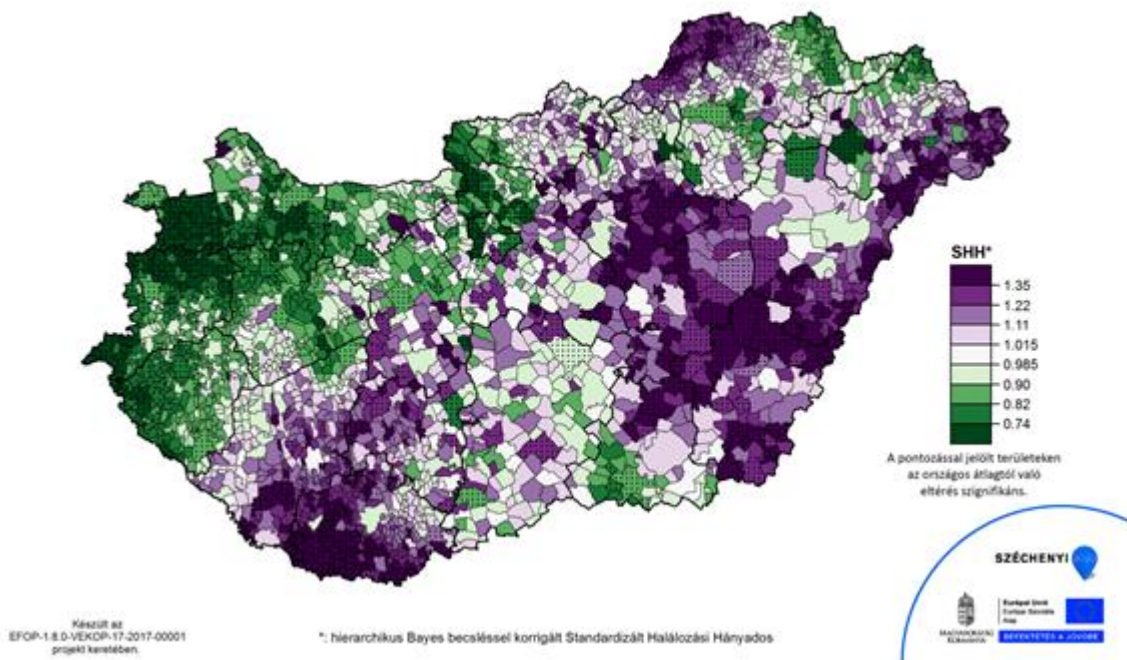 SHH*
1.35
1.22
1.11
1.015
0.985
0.90
0.82
0.74
A pontozással jelölt területeken
az országos átlagtól való
eltérés szignifikáns.
SZÉCHENYI 2020
MAGYARORSZÁG
KORMÁNYA
Európai Unió
Európai Szociális
Alap
BEFEKTETÉS A JÖVŐBE
Készült az
EFOP-1.8.0-VEKOP-17-2017-00001
projekt keretében.
*: hierarchikus Bayes becsléssel korrigált Standardizált Halálozási Hányados